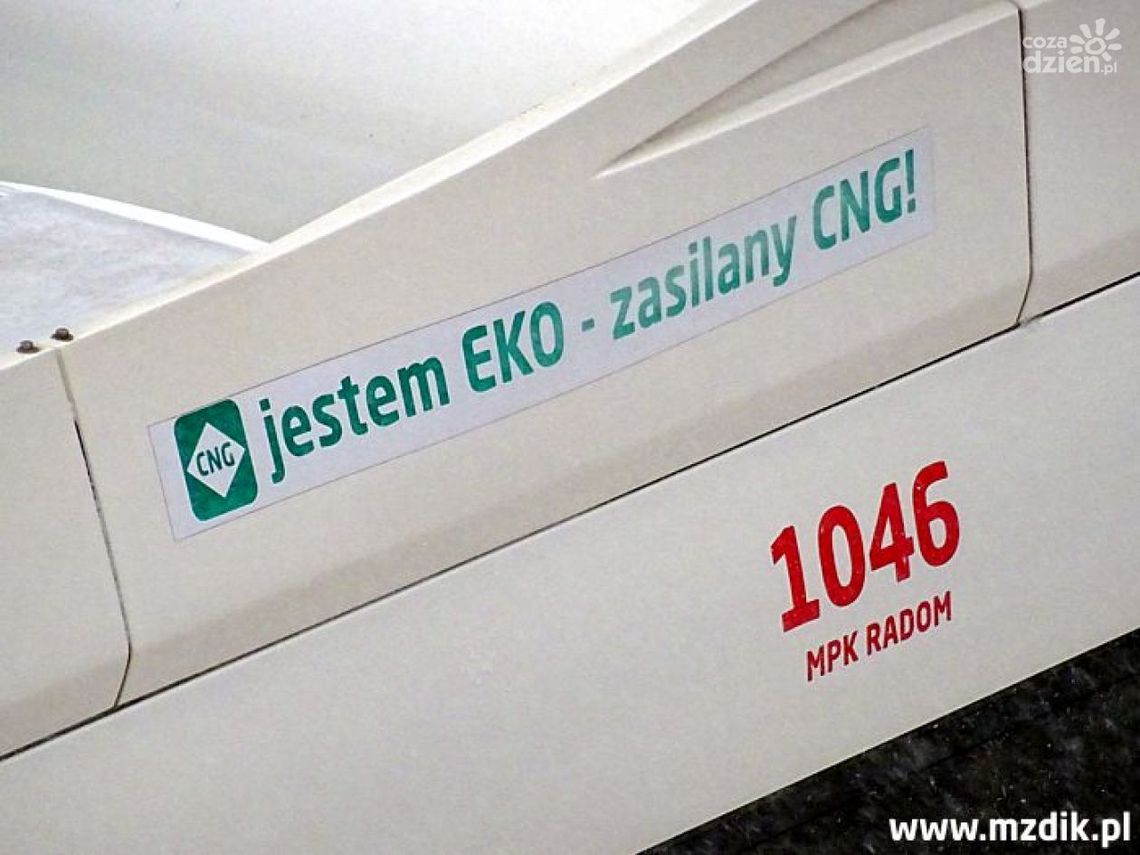 coza
dzien.pl
CNG
jestem EKO - zasilany CNG!
1046
MPK RADOM
www.mzdik.pl